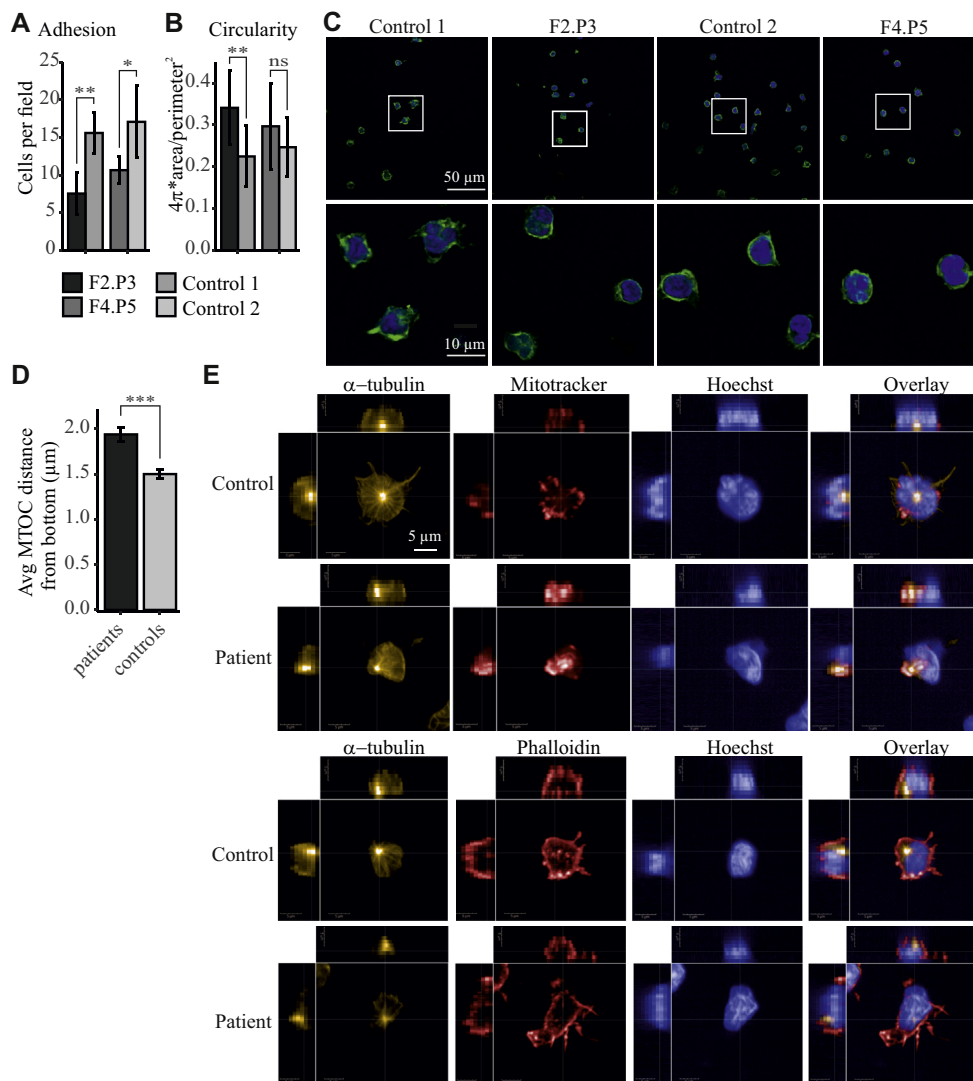 A Adhesion
Cells per field
0
5
10
15
20
25
**
*
B Circularity
4π*area/perimeter²
0.0
0.1
0.2
0.3
0.4
**
ns
F2.P3
Control 1
F4.P5
Control 2
C Control 1 F2.P3 Control 2 F4.P5
50 µm
10 µm
D
Avg MTOC distance
from bottom (µm)
0.0
0.5
1.0
1.5
2.0
***
patients
controls
E
α−tubulin Mitotracker Hoechst Overlay
Control
5 µm
Patient
α−tubulin Phalloidin Hoechst Overlay
Control
Patient